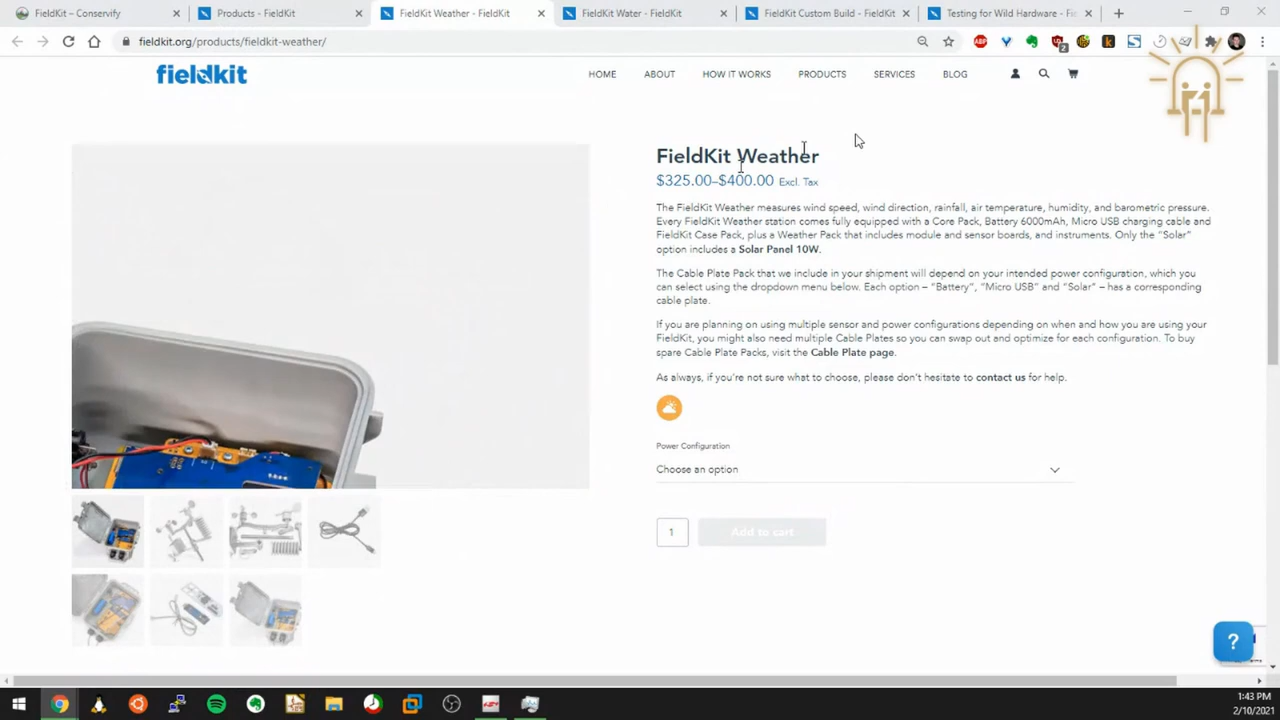 FieldKit – Conservify
Products - FieldKit
FieldKit Weather - FieldKit
FieldKit Water - FieldKit
FieldKit Custom Build - FieldKit
Testing for Wild Hardware - Fie
fieldkit.org/products/fieldkit-weather/
ABP
2
fieldkit
HOME
ABOUT
HOW IT WORKS
PRODUCTS
SERVICES
BLOG
FieldKit Weather
$325.00–$400.00 Excl. Tax
The FieldKit Weather measures wind speed, wind direction, rainfall, air temperature, humidity, and barometric pressure.
Every FieldKit Weather station comes fully equipped with a Core Pack, Battery 6000mAh, Micro USB charging cable and
FieldKit Case Pack, plus a Weather Pack that includes module and sensor boards, and instruments. Only the “Solar”
option includes a Solar Panel 10W.
The Cable Plate Pack that we include in your shipment will depend on your intended power configuration, which you
can select using the dropdown menu below. Each option – “Battery”, “Micro USB” and “Solar” – has a corresponding
cable plate.
If you are planning on using multiple sensor and power configurations depending on when and how you are using your
FieldKit, you might also need multiple Cable Plates so you can swap out and optimize for each configuration. To buy
spare Cable Plate Packs, visit the Cable Plate page.
As always, if you're not sure what to choose, please don't hesitate to contact us for help.
Power Configuration
Choose an option
1
Add to cart
?
1:43 PM
2/10/2021